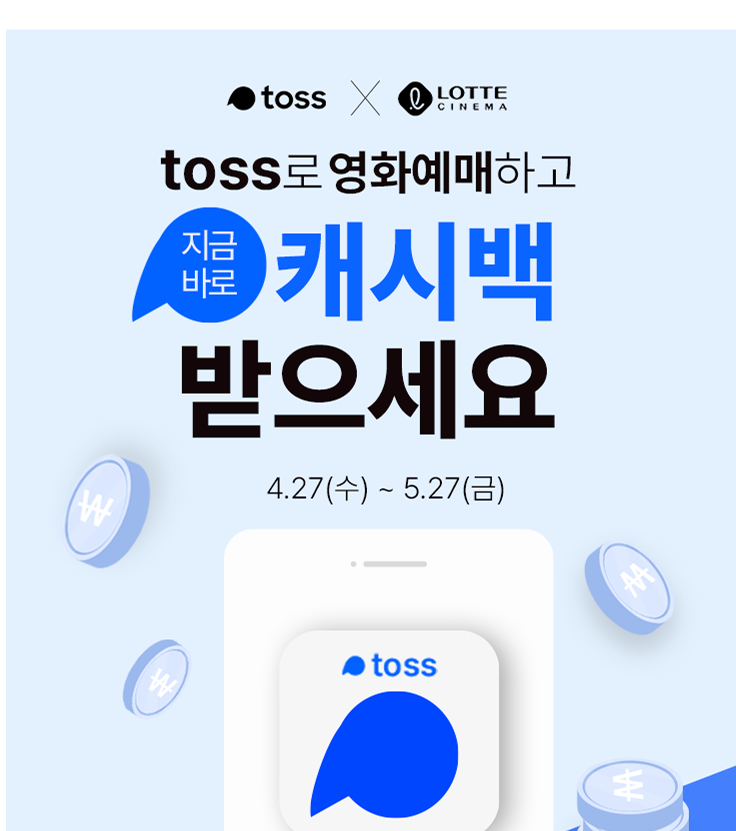 toss X LOTTE CINEMA
toss로 영화예매하고
지금
바로
캐시백
받으세요
4.27(수) ~ 5.27(금)
toss